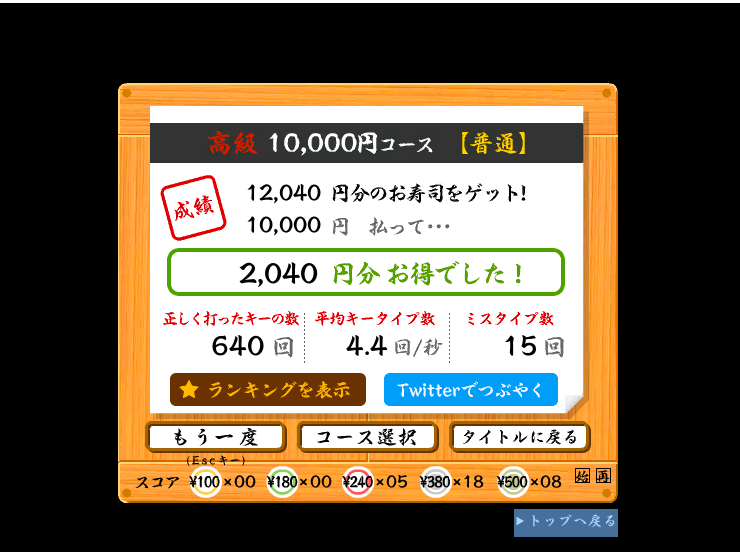 高級 10,000円コース 【普通】
成績
12,040 円分のお寿司をゲット!
10,000 円 払って…
2,040 円分 お得でした!
正しく打ったキーの数 平均キータイプ数 ミスタイプ数
640 回 4.4 回/秒 15 回
★ ランキングを表示 Twitterでつぶやく
もう一度 コース選択 タイトルに戻る
(Escキー)
スコア ¥100×00 ¥180×00 ¥240×05 ¥380×18 ¥500×08 始 再
▶トップへ戻る